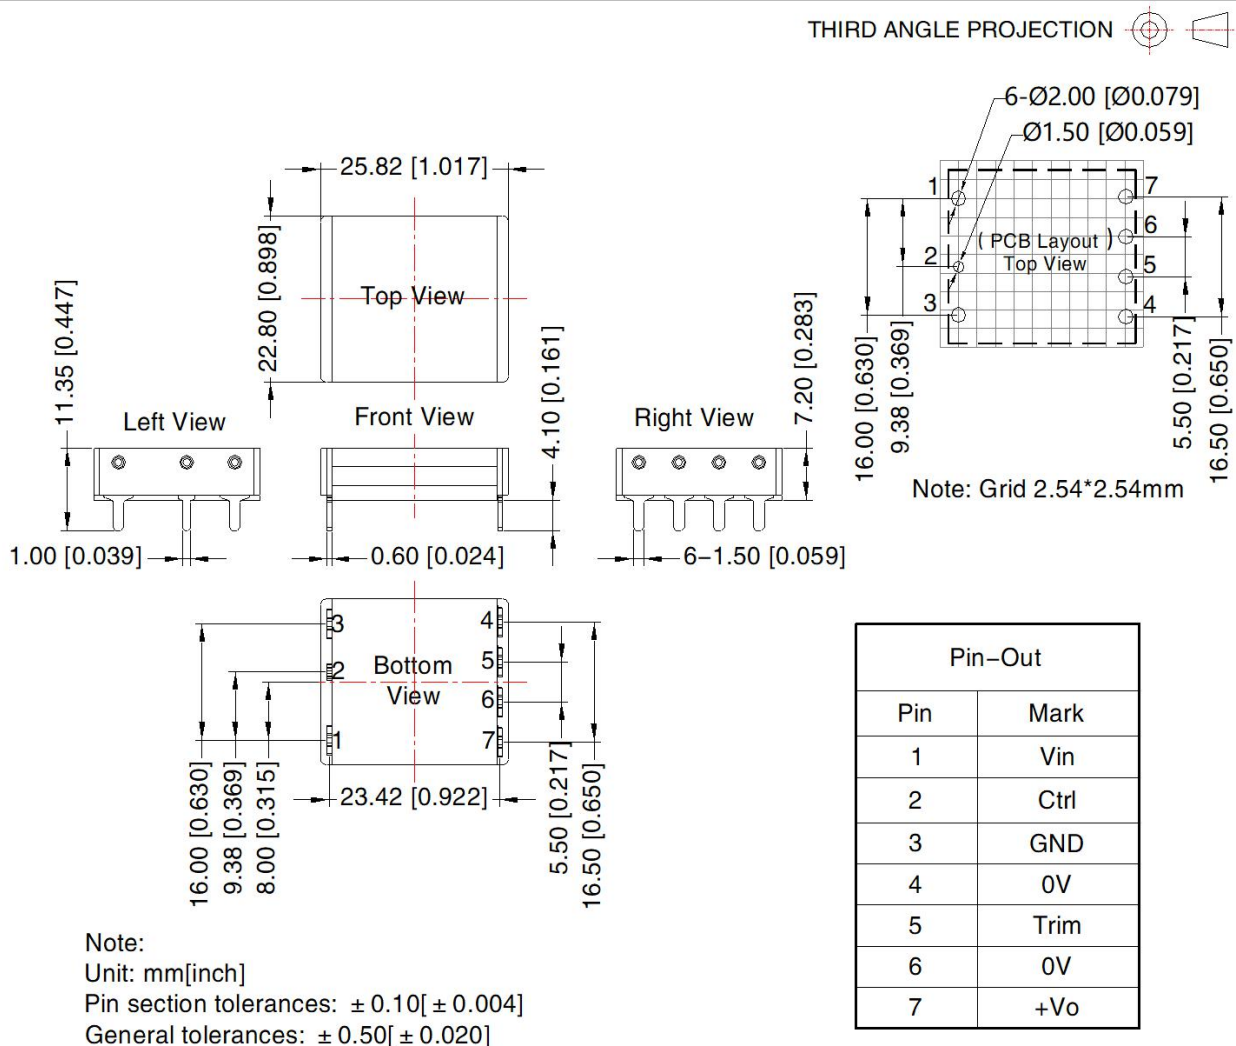 THIRD ANGLE PROJECTION
6-Ø2.00 [Ø0.079]
Ø1.50 [Ø0.059]
25.82 [1.017]
22.80 [0.898]
Top View
1
2
3
7
6
5
4
( PCB Layout )
Top View
16.00 [0.630]
9.38 [0.369]
5.50 [0.217]
16.50 [0.650]
Note: Grid 2.54*2.54mm
11.35 [0.447]
Left View
Front View
4.10 [0.161]
Right View
7.20 [0.283]
1.00 [0.039]
0.60 [0.024]
6−1.50 [0.059]
3
2
1
4
5
6
7
Bottom
View
16.00 [0.630]
9.38 [0.369]
8.00 [0.315]
23.42 [0.922]
5.50 [0.217]
16.50 [0.650]
Pin−Out
Pin Mark
1 Vin
2 Ctrl
3 GND
4 0V
5 Trim
6 0V
7 +Vo
Note:
Unit: mm[inch]
Pin section tolerances: ±0.10[±0.004]
General tolerances: ±0.50[±0.020]